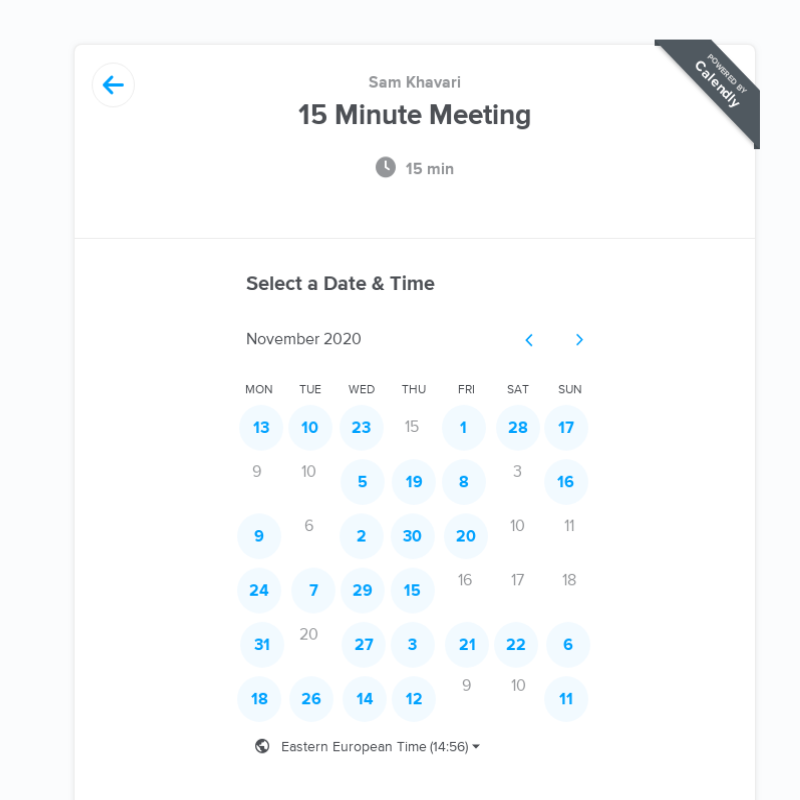 POWERED BY
Calendly
Sam Khavari
15 Minute Meeting
15 min
Select a Date & Time
November 2020
MON TUE WED THU FRI SAT SUN
13 10 23 15 1 28 17
9 10 5 19 8 3 16
9 6 2 30 20 10 11
24 7 29 15 16 17 18
31 20 27 3 21 22 6
18 26 14 12 9 10 11
Eastern European Time (14:56)